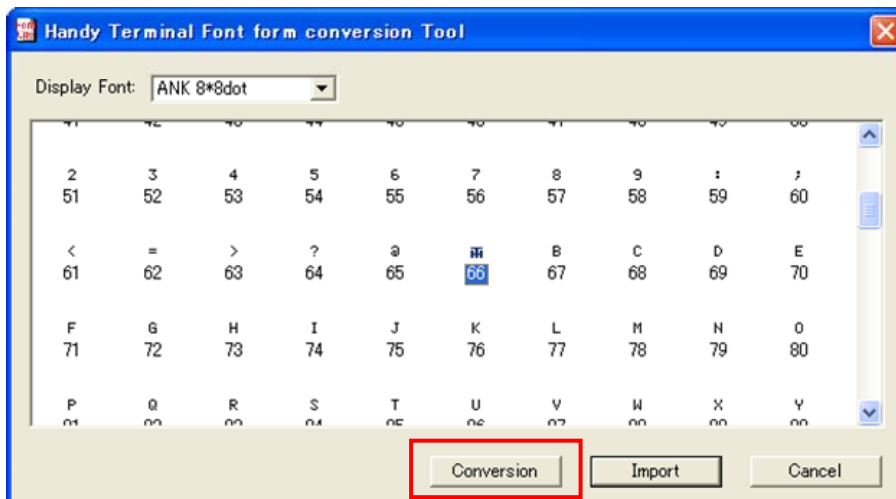 Handy Terminal Font form conversion Tool
Display Font: ANK 8*8dot
2 3 4 5 6 7 8 9 : ;
51 52 53 54 55 56 57 58 59 60
< = > ? @ 雨 B C D E
61 62 63 64 65 66 67 68 69 70
F G H I J K L M N O
71 72 73 74 75 76 77 78 79 80
P Q R S T U V W X Y
Conversion Import Cancel